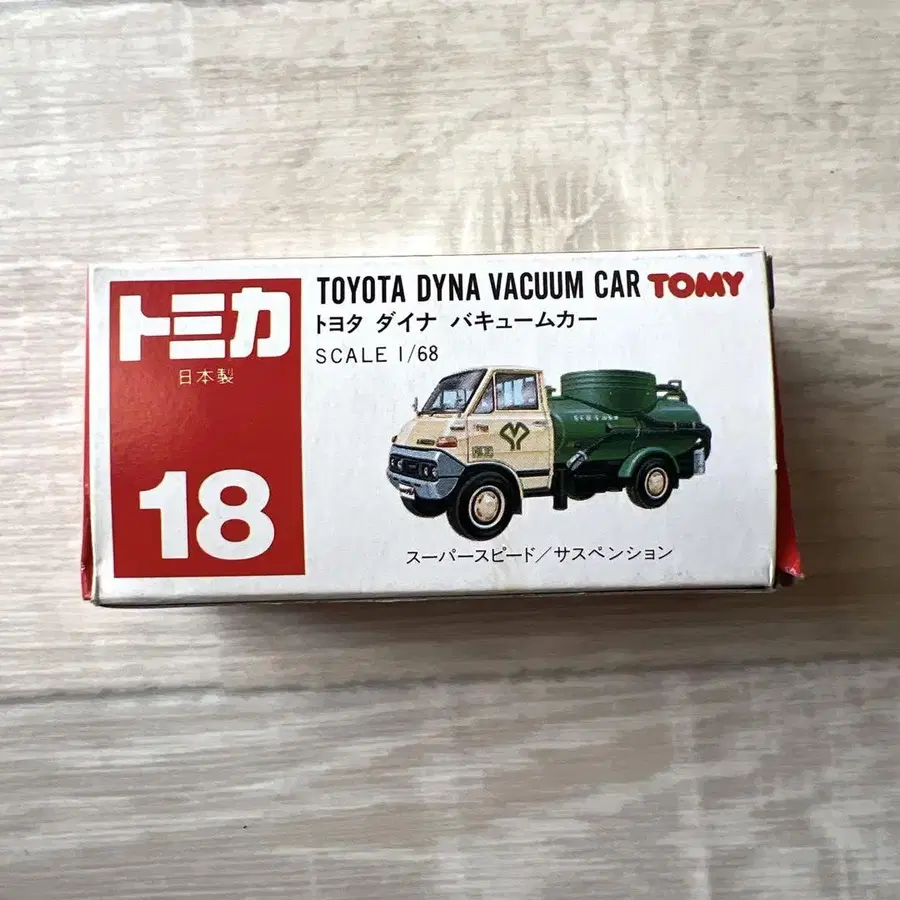 トミカ
日本製
18
TOYOTA DYNA VACUUM CAR TOMY
トヨタ ダイナ バキュームカー
SCALE 1/68
スーパースピード/サスペンション